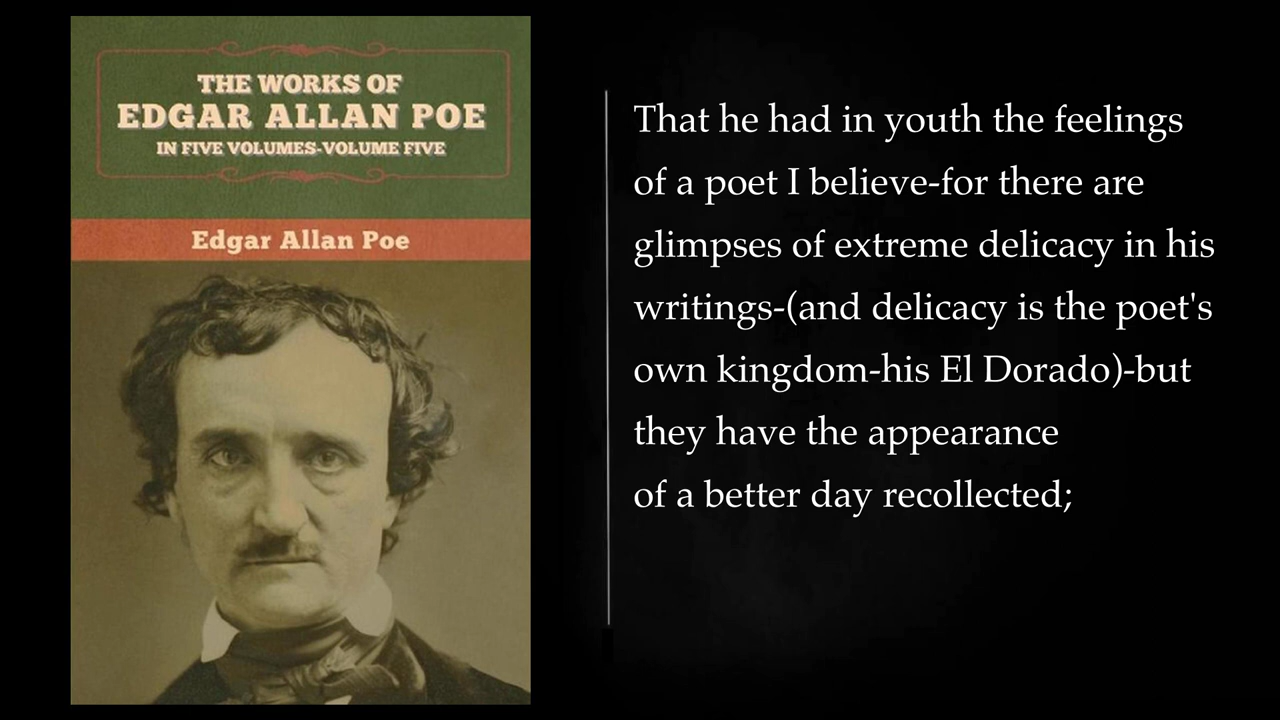 THE WORKS OF
EDGAR ALLAN POE
IN FIVE VOLUMES-VOLUME FIVE
Edgar Allan Poe
That he had in youth the feelings
of a poet I believe-for there are
glimpses of extreme delicacy in his
writings-(and delicacy is the poet's
own kingdom-his El Dorado)-but
they have the appearance
of a better day recollected;